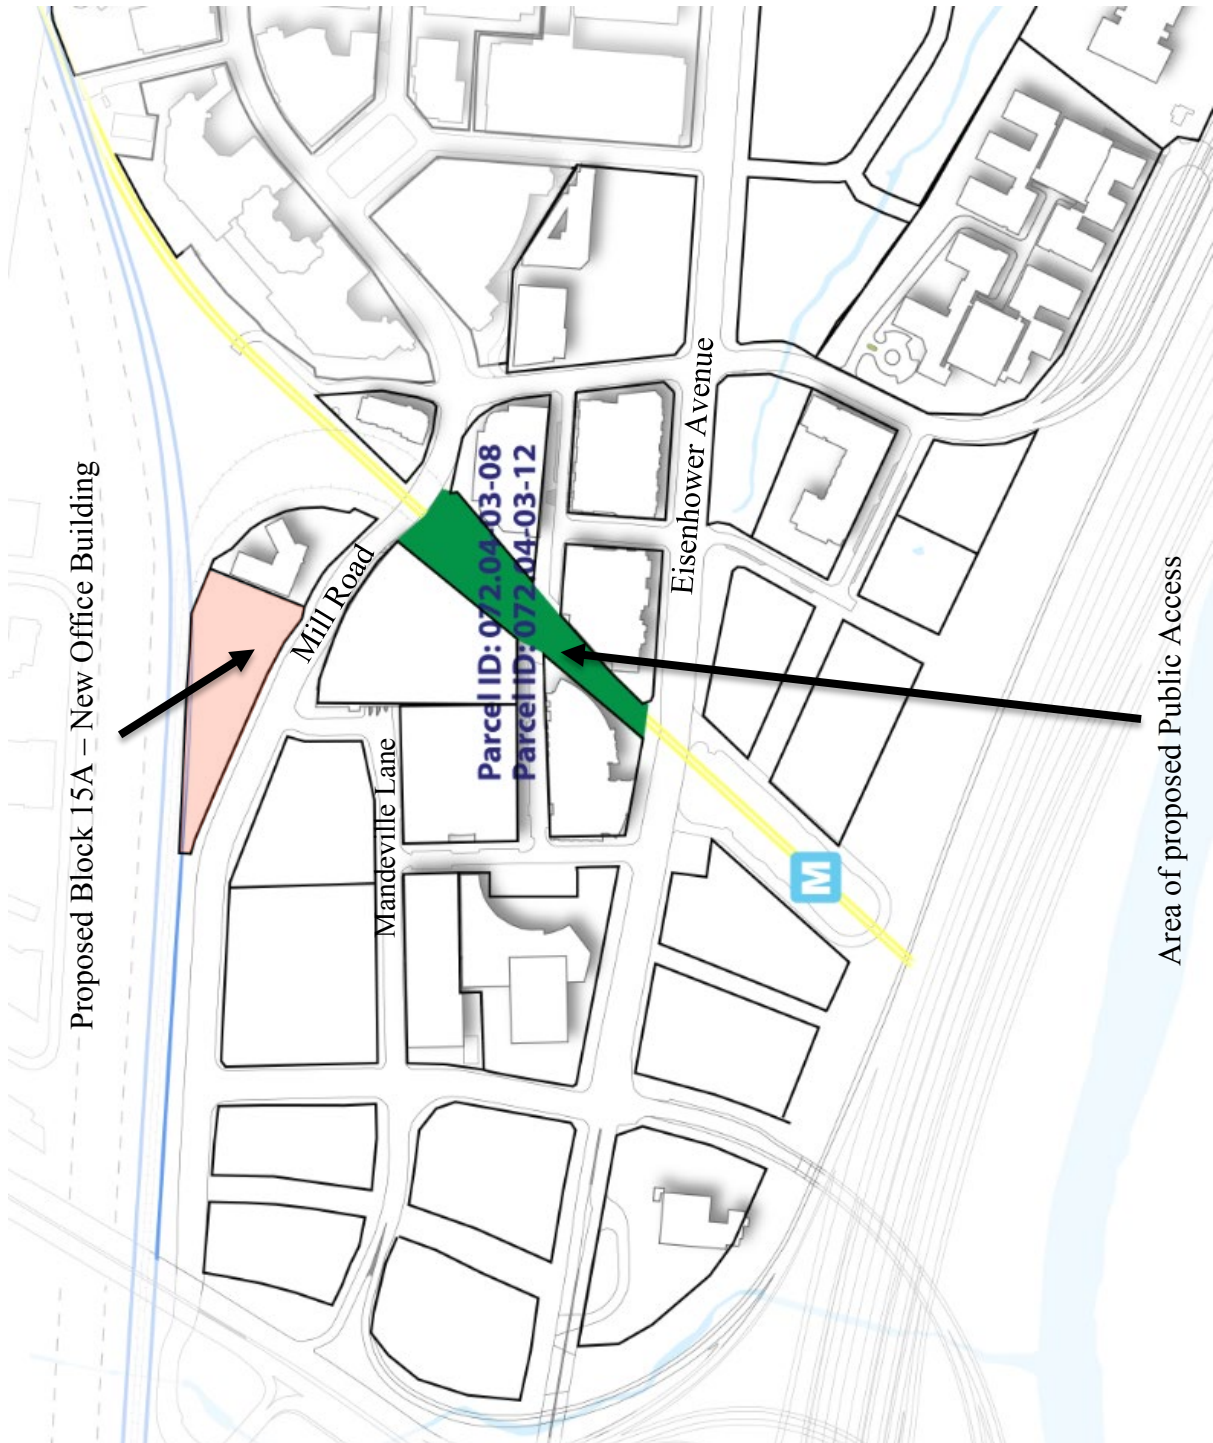 Proposed Block 15A – New Office Building
Mill Road
Parcel ID: 072.04-03-08
Parcel ID: 072.04-03-12
Mandeville Lane
Eisenhower Avenue
M
Area of proposed Public Access